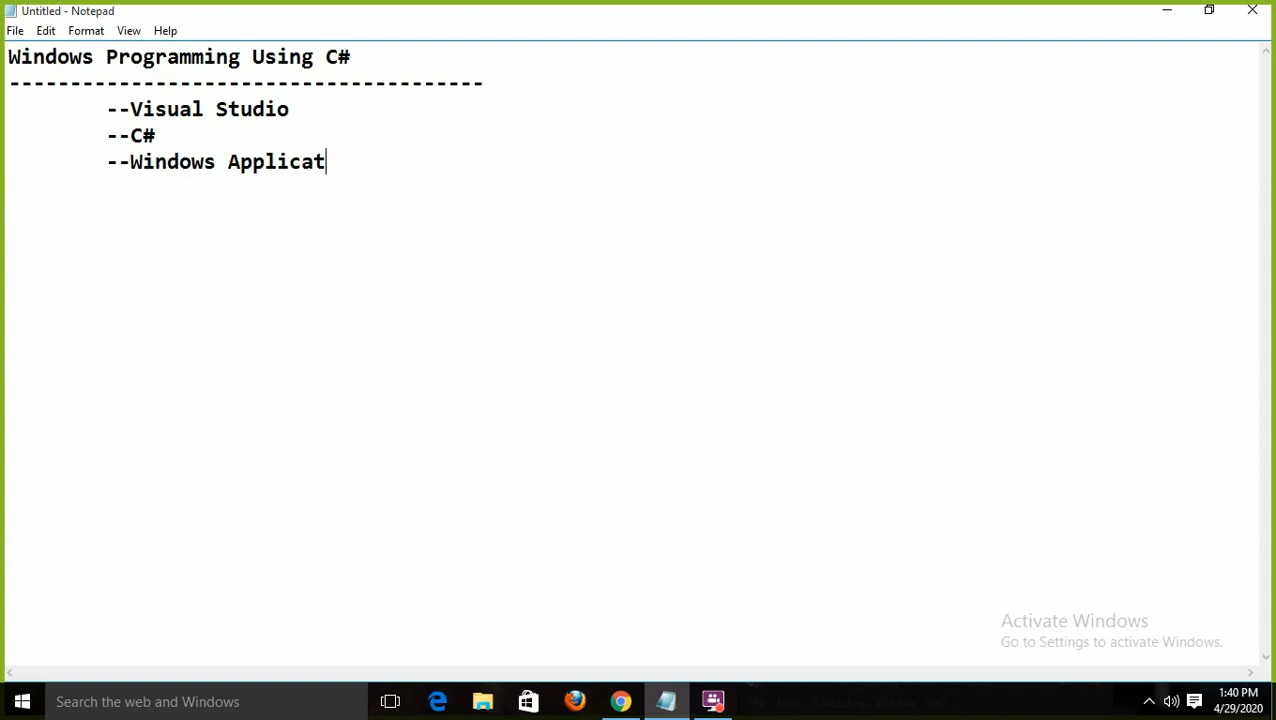 Untitled - Notepad
File Edit Format View Help
Windows Programming Using C#
---------------------------------------
--Visual Studio
--C#
--Windows Applicat
Activate Windows
Go to Settings to activate Windows.
Search the web and Windows
1:40 PM
4/29/2020